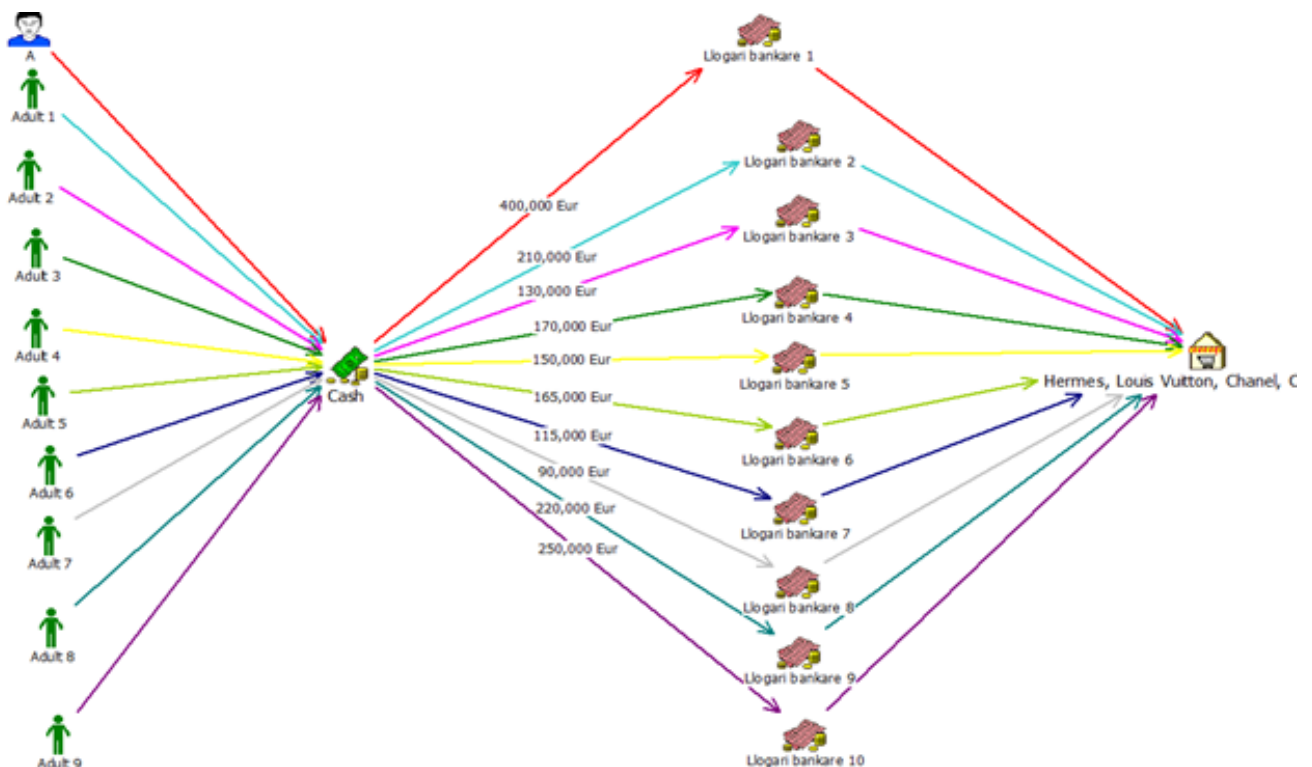 A
Adult 1
Adult 2
Adult 3
Adult 4
Adult 5
Adult 6
Adult 7
Adult 8
Adult 9
Cash
400,000 Eur
210,000 Eur
130,000 Eur
170,000 Eur
150,000 Eur
165,000 Eur
115,000 Eur
90,000 Eur
220,000 Eur
250,000 Eur
Llogari bankare 1
Llogari bankare 2
Llogari bankare 3
Llogari bankare 4
Llogari bankare 5
Llogari bankare 6
Llogari bankare 7
Llogari bankare 8
Llogari bankare 9
Llogari bankare 10
Hermes, Louis Vuitton, Chanel,